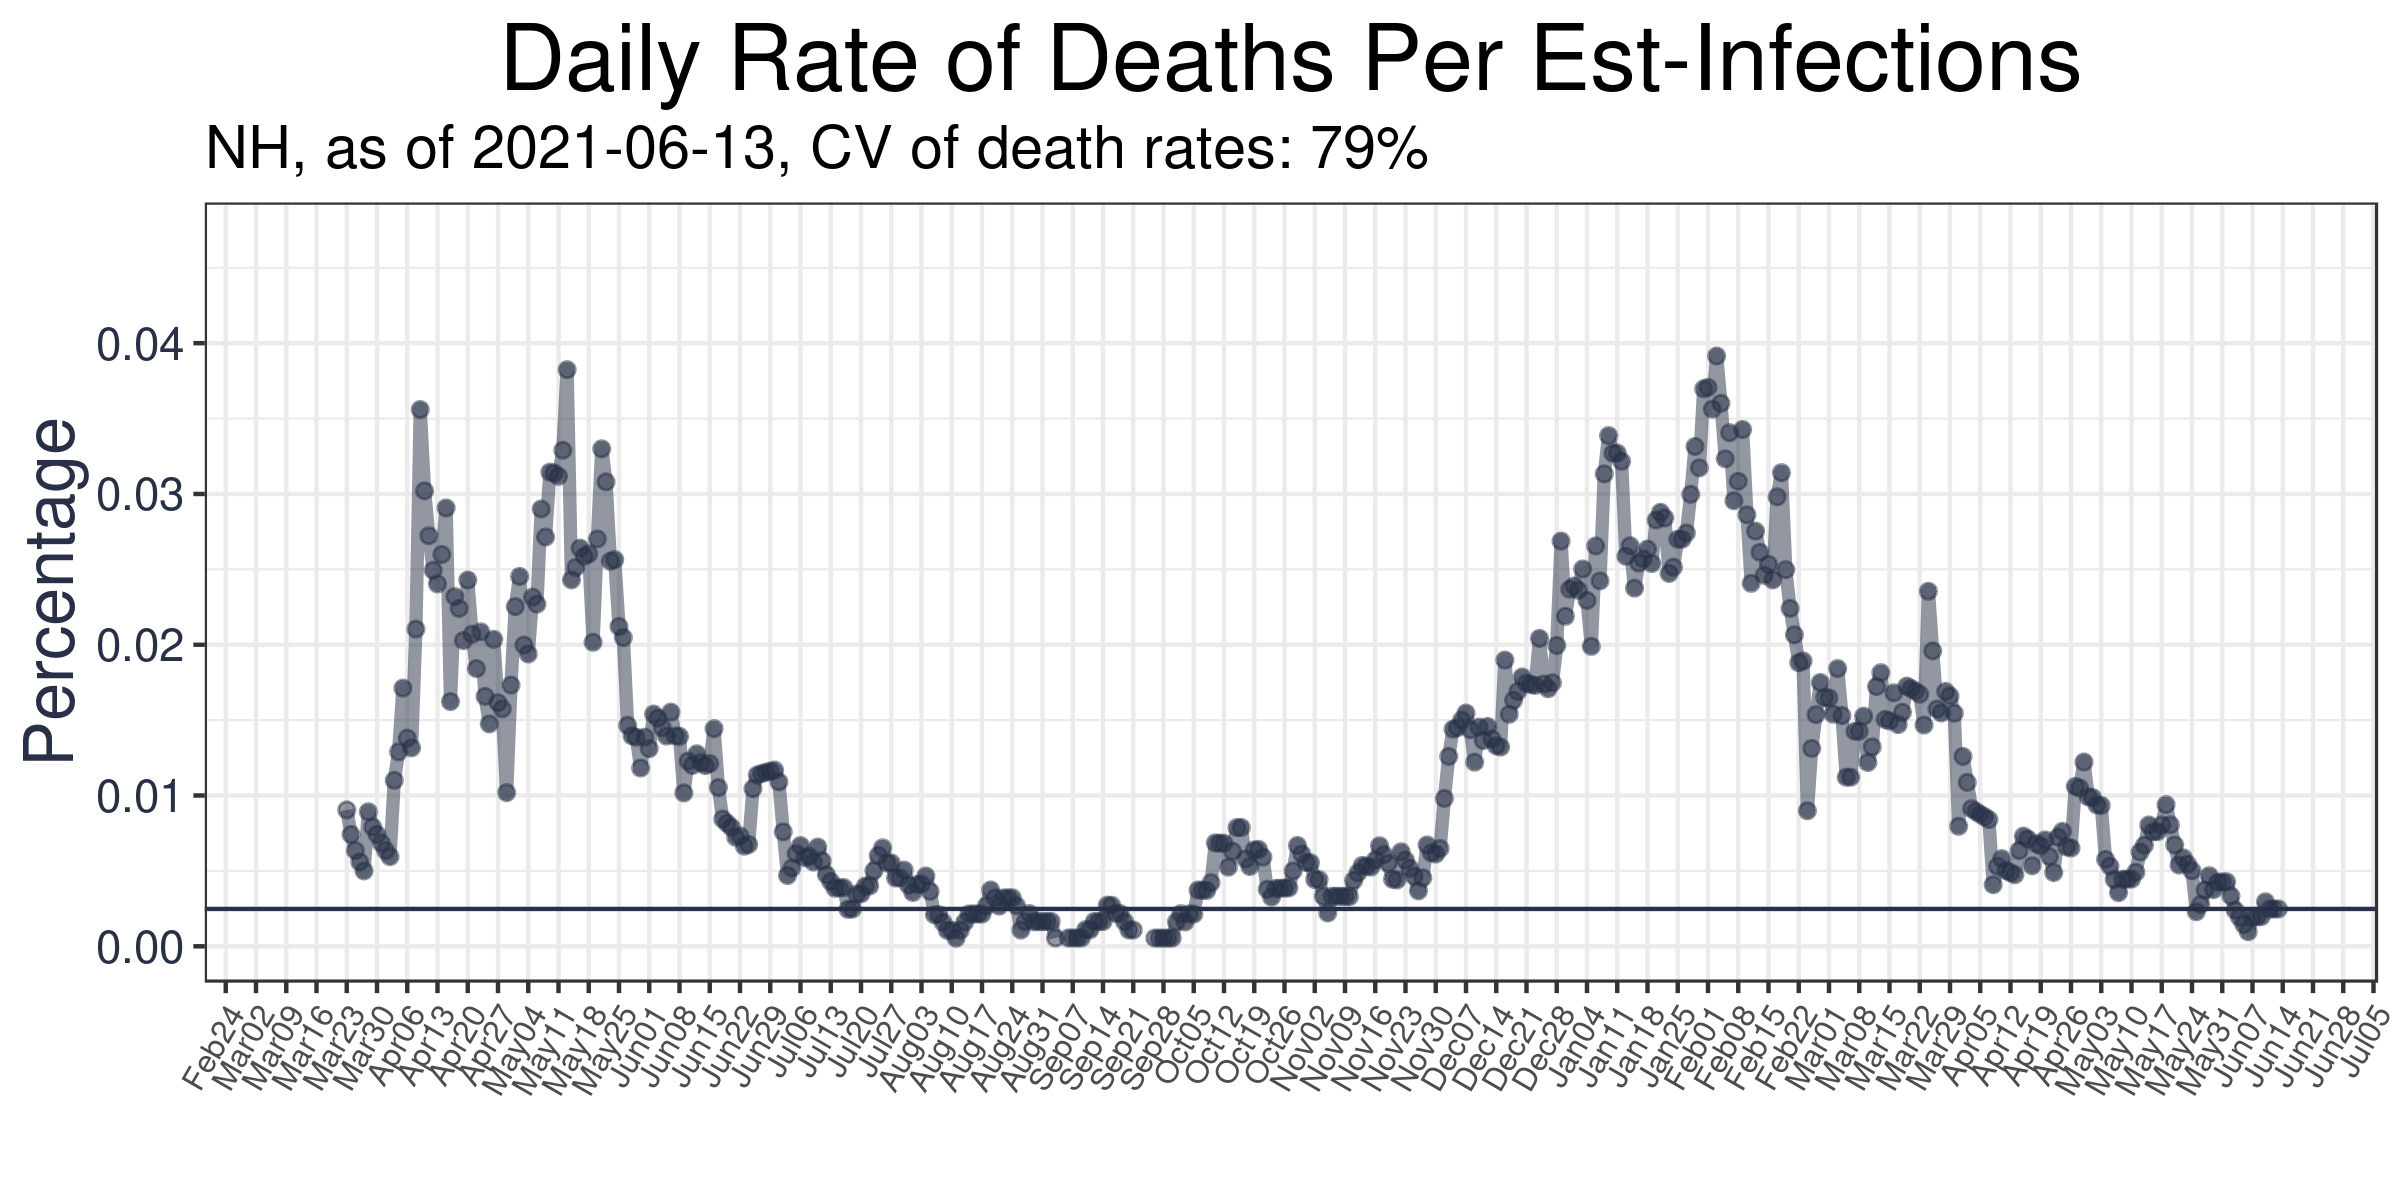 Daily Rate of Deaths Per Est-Infections
NH, as of 2021-06-13, CV of death rates: 79%
Percentage
0.04
0.03
0.02
0.01
0.00
Feb24
Mar02
Mar09
Mar16
Mar23
Mar30
Apr06
Apr13
Apr20
Apr27
May04
May11
May18
May25
Jun01
Jun08
Jun15
Jun22
Jun29
Jul06
Jul13
Jul20
Jul27
Aug03
Aug10
Aug17
Aug24
Aug31
Sep07
Sep14
Sep21
Sep28
Oct05
Oct12
Oct19
Oct26
Nov02
Nov09
Nov16
Nov23
Nov30
Dec07
Dec14
Dec21
Dec28
Jan04
Jan11
Jan18
Jan25
Feb01
Feb08
Feb15
Feb22
Mar01
Mar08
Mar15
Mar22
Mar29
Apr05
Apr12
Apr19
Apr26
May03
May10
May17
May24
May31
Jun07
Jun14
Jun21
Jun28
Jul05